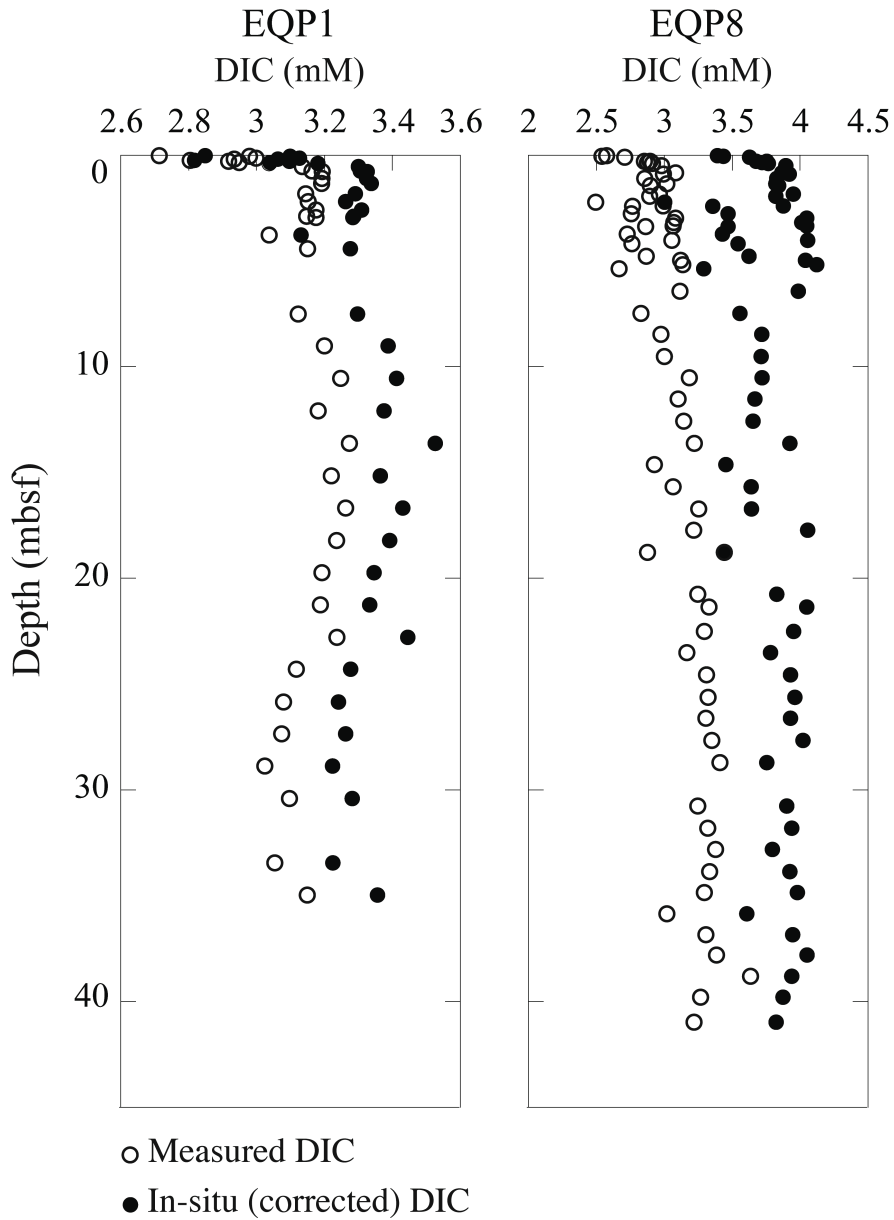 EQP1
DIC (mM)
2.6 2.8 3 3.2 3.4 3.6
EQP8
DIC (mM)
2 2.5 3 3.5 4 4.5
Depth (mbsf)
0
10
20
30
40
Measured DIC
In-situ (corrected) DIC